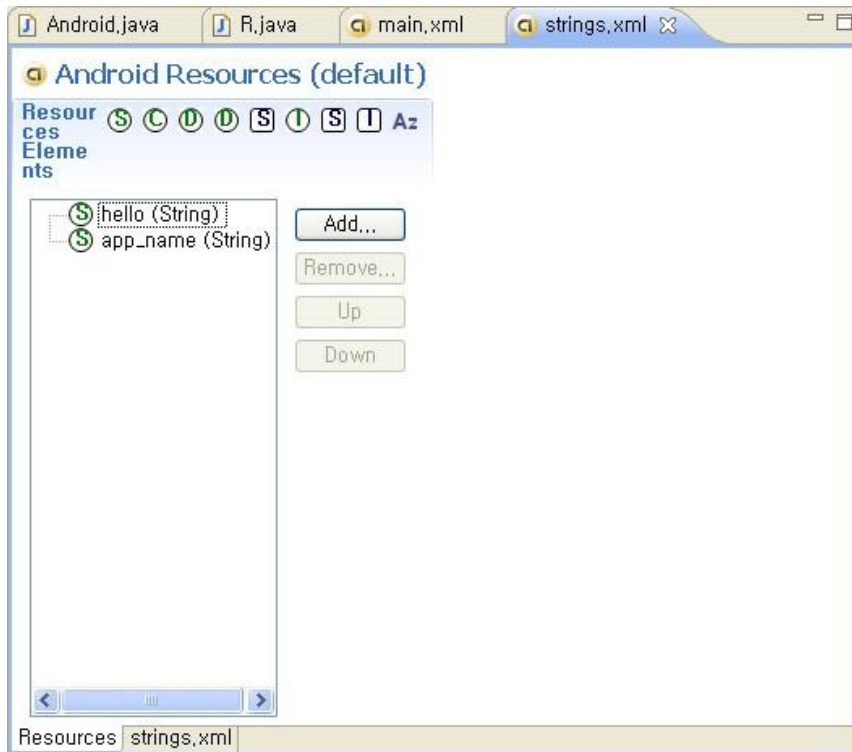 Android.java R.java main.xml strings.xml
Android Resources (default)
Resour
ces
Eleme
nts
S C D D S I S I Az
hello (String)
app_name (String)
Add...
Remove...
Up
Down
Resources strings.xml